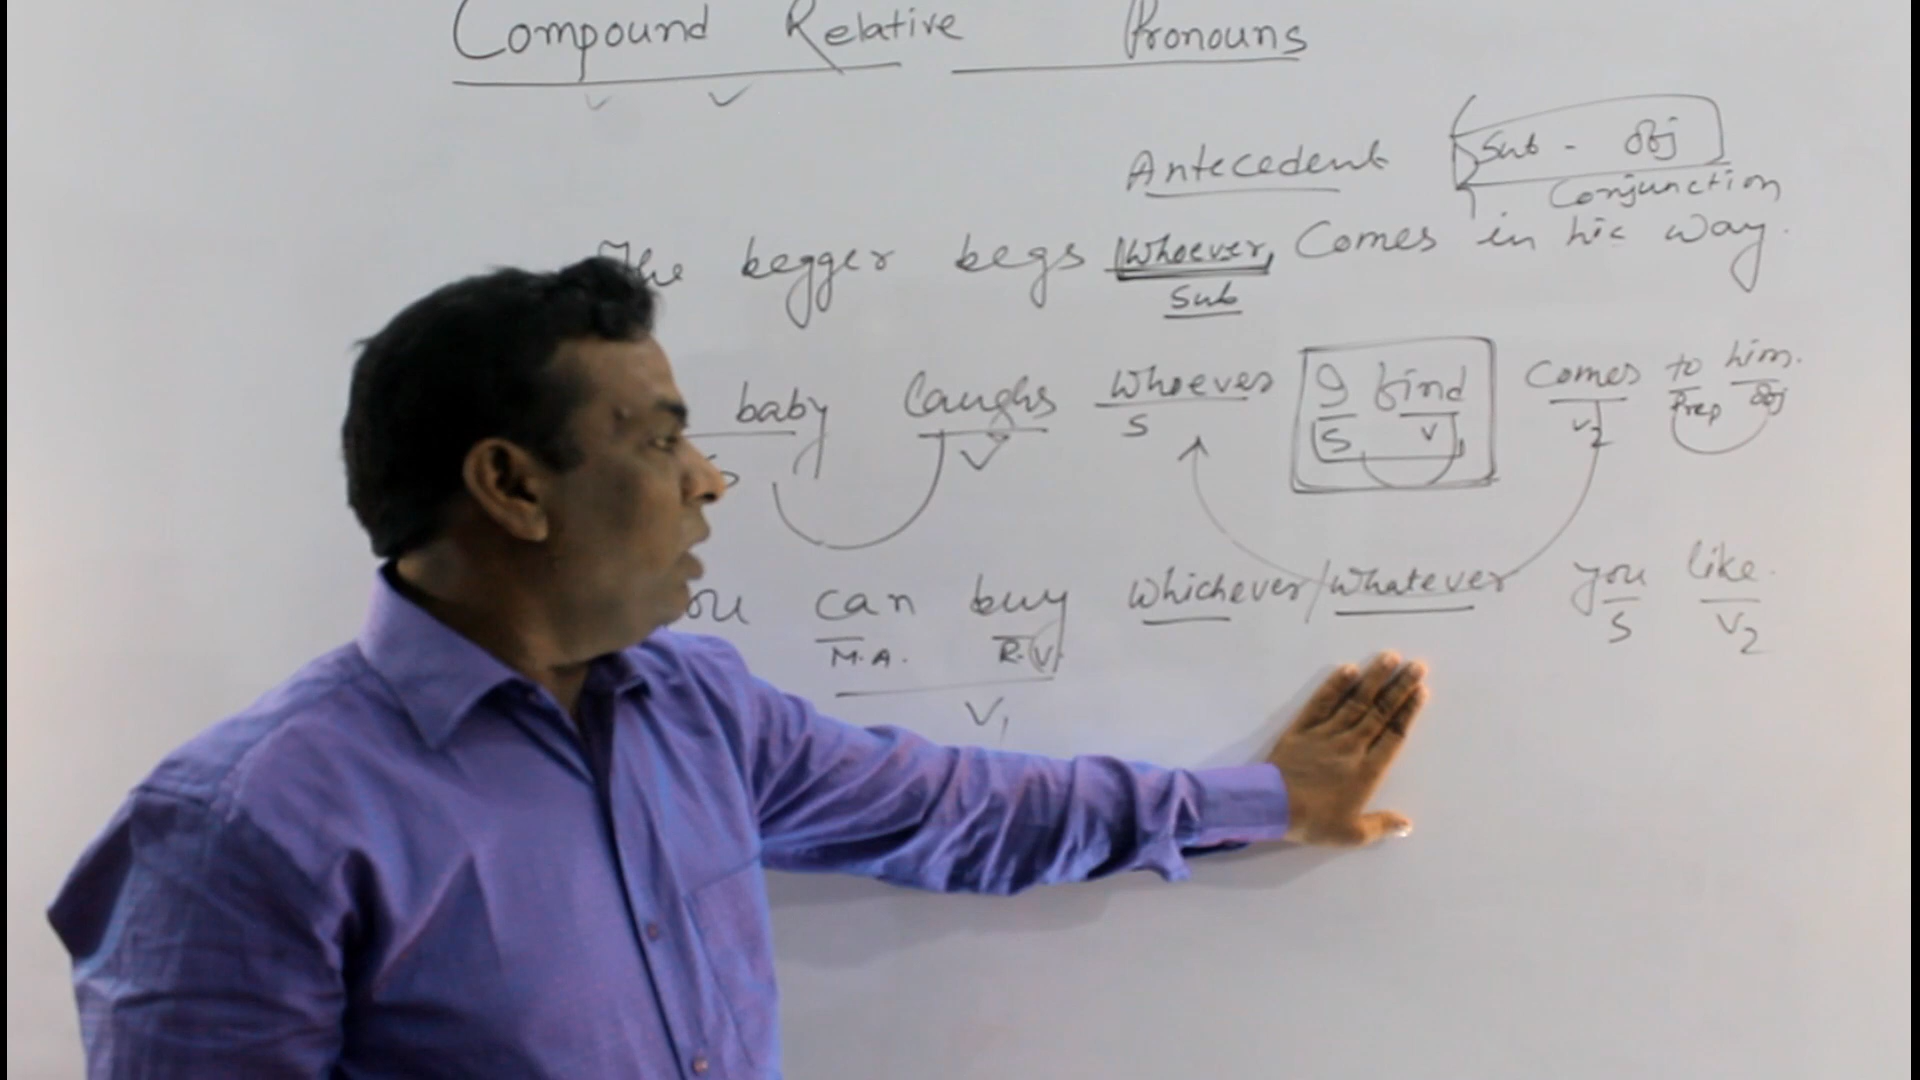 Compound Relative Pronouns
Antecedent Sub - Obj
Conjunction
The begger begs Whoever, Comes in his way.
Sub
baby laughs Whoever I find Comes to him.
S V S S V V2 Prep Obj
You can buy Whichever/Whatever you like.
M.A. R.V. S V2
V1